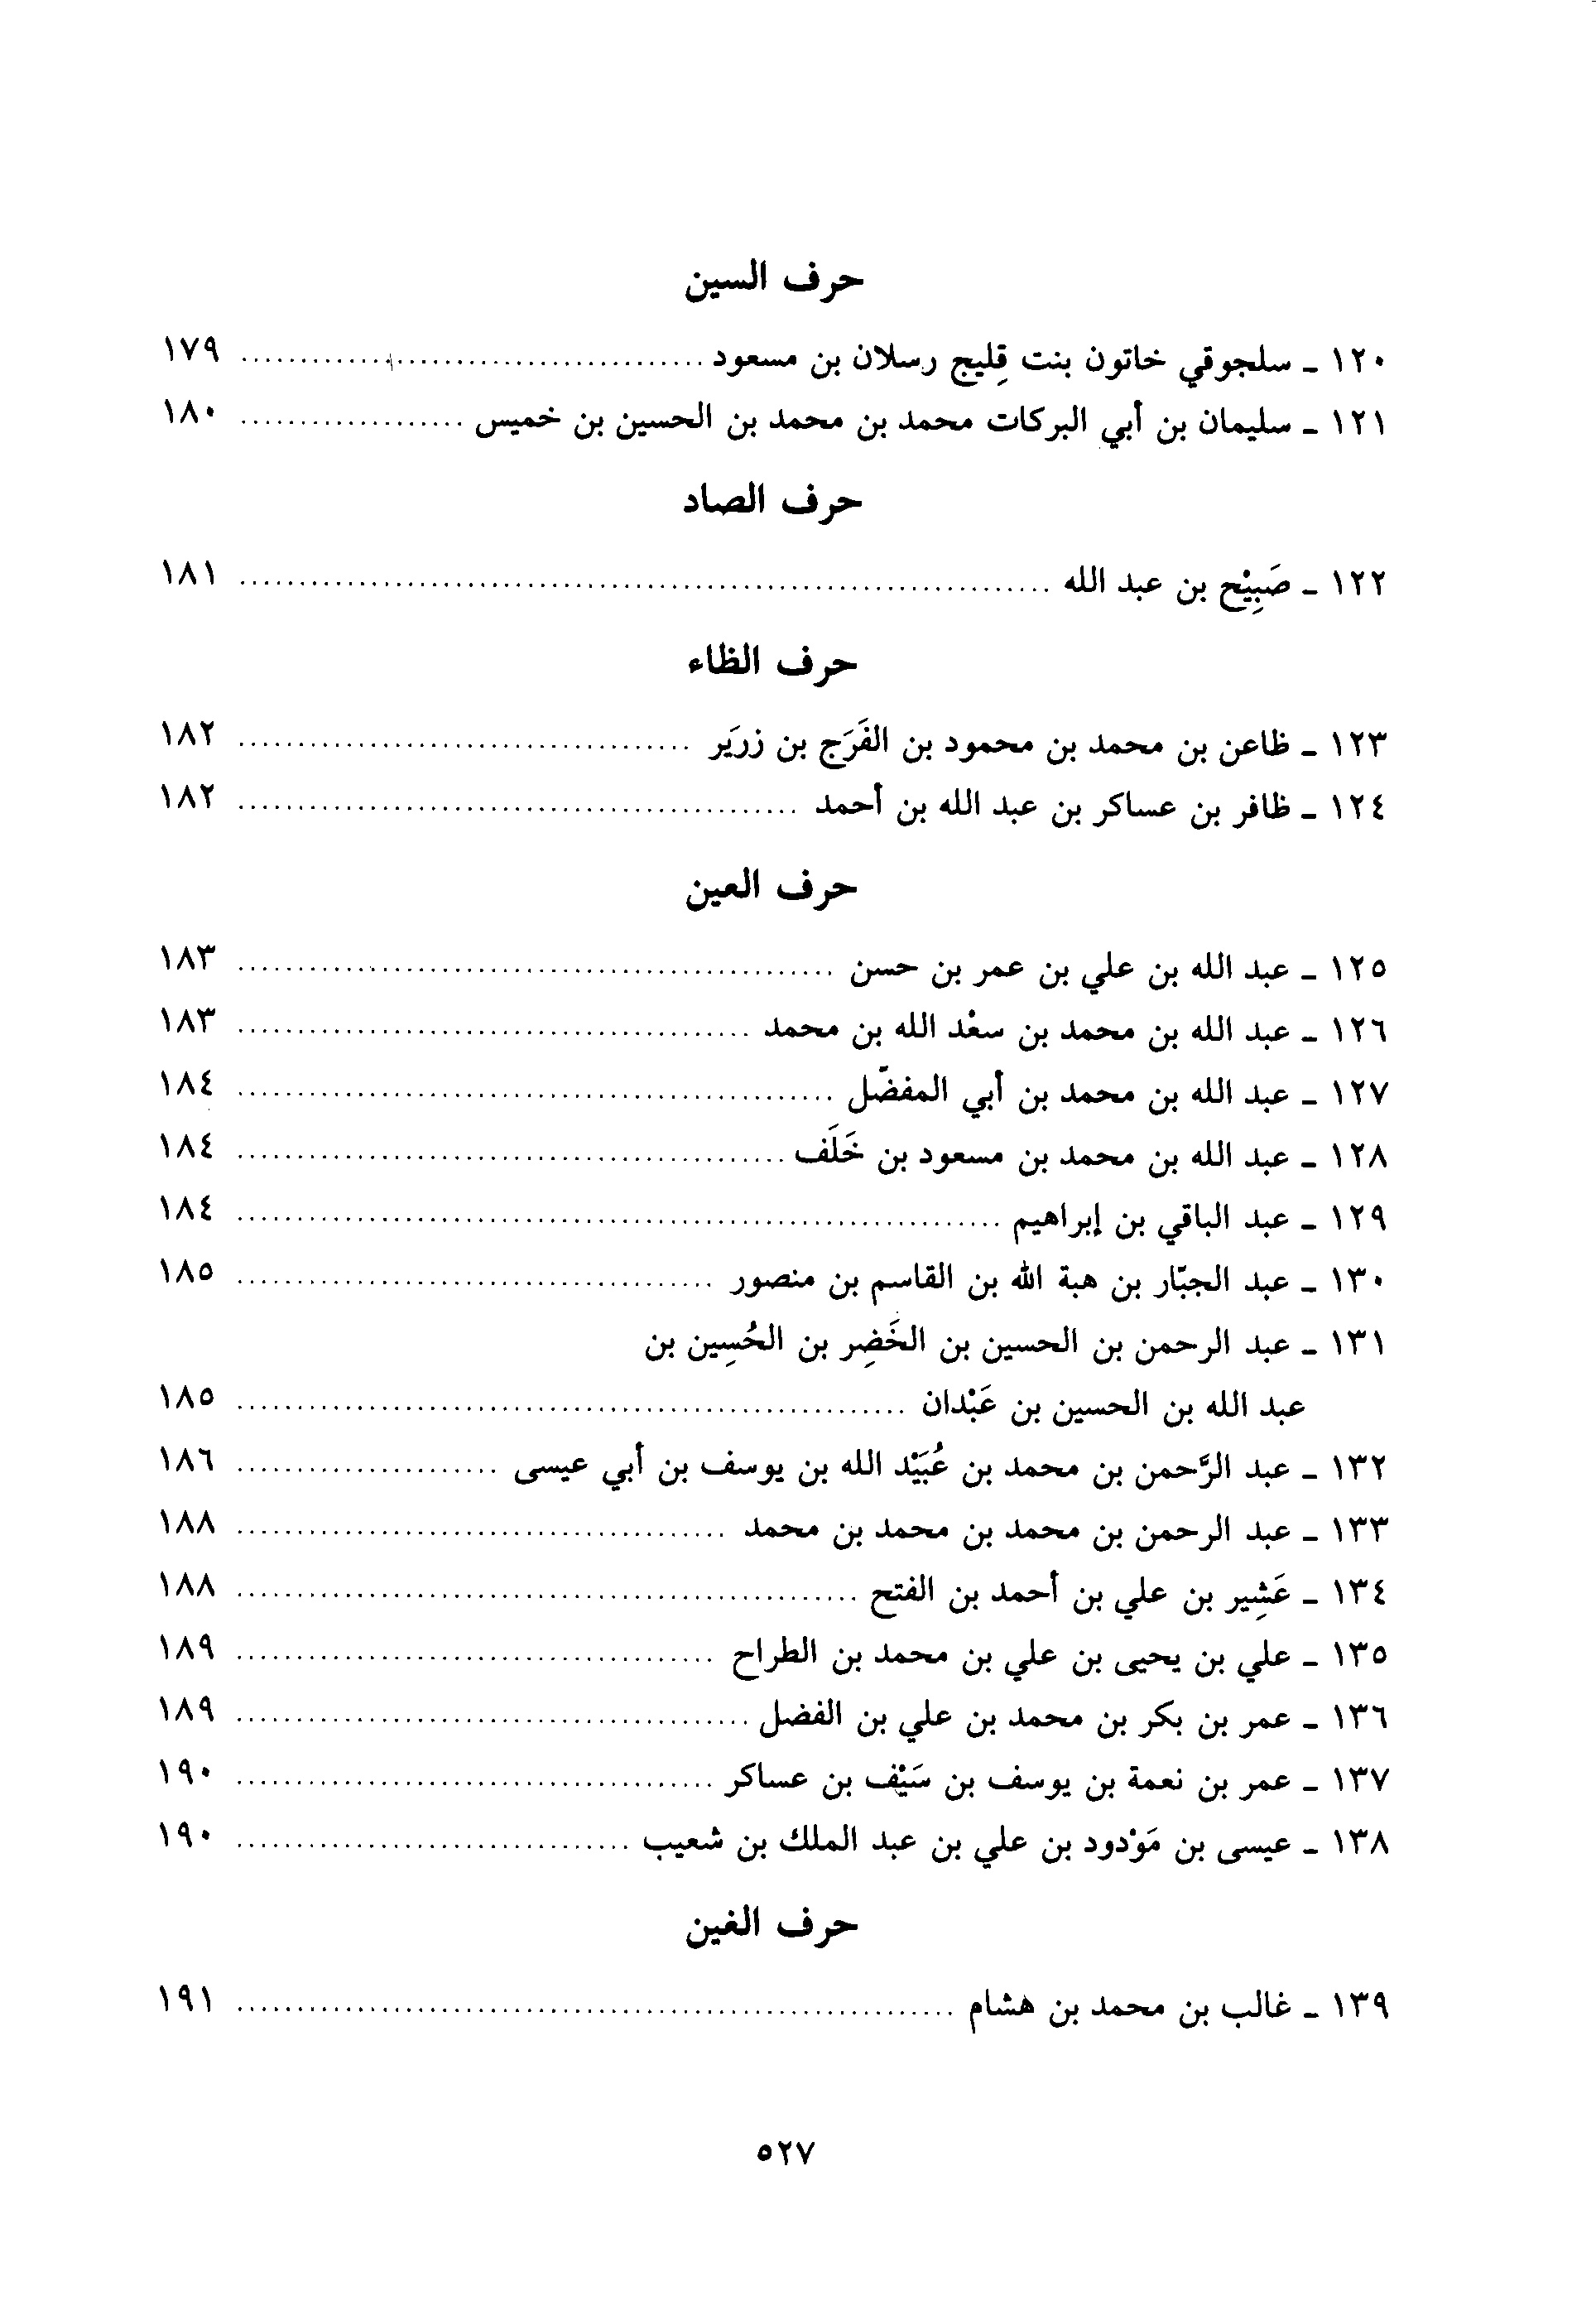 حرف السين
١٢٠ ـ سلجوقي خاتون بنت قِليج رسلان بن مسعود ........ ١٧٩
١٢١ ـ سليمان بن أبي البركات محمد بن محمد بن الحسين بن خميس ........ ١٨٠
حرف الصاد
١٢٢ ـ صَبِيْح بن عبد الله ........ ١٨١
حرف الظاء
١٢٣ ـ ظاعن بن محمد بن محمود بن الفَرَج بن زريَر ........ ١٨٢
١٢٤ ـ ظافر بن عساكر بن عبد الله بن أحمد ........ ١٨٢
حرف العين
١٢٥ ـ عبد الله بن علي بن عمر بن حسن ........ ١٨٣
١٢٦ ـ عبد الله بن محمد بن سعْد الله بن محمد ........ ١٨٣
١٢٧ ـ عبد الله بن محمد بن أبي المفضّل ........ ١٨٤
١٢٨ ـ عبد الله بن محمد بن مسعود بن خَلَف ........ ١٨٤
١٢٩ ـ عبد الباقي بن إبراهيم ........ ١٨٤
١٣٠ ـ عبد الجبّار بن هبة الله بن القاسم بن منصور ........ ١٨٥
١٣١ ـ عبد الرحمن بن الحسين بن الخَضِر بن الحُسِين بن
عبد الله بن الحسين بن عَبْدان ........ ١٨٥
١٣٢ ـ عبد الرَّحمن بن محمد بن عُبَيْد الله بن يوسف بن أبي عيسى ........ ١٨٦
١٣٣ ـ عبد الرحمن بن محمد بن محمد بن محمد ........ ١٨٨
١٣٤ ـ عَشِير بن علي بن أحمد بن الفتح ........ ١٨٨
١٣٥ ـ علي بن يحيى بن علي بن محمد بن الطراح ........ ١٨٩
١٣٦ ـ عمر بن بكر بن محمد بن علي بن الفضل ........ ١٨٩
١٣٧ ـ عمر بن نعمة بن يوسف بن سَيْف بن عساكر ........ ١٩٠
١٣٨ ـ عيسى بن مَوْدود بن علي بن عبد الملك بن شعيب ........ ١٩٠
حرف الغين
١٣٩ ـ غالب بن محمد بن هشام ........ ١٩١
٥٢٧